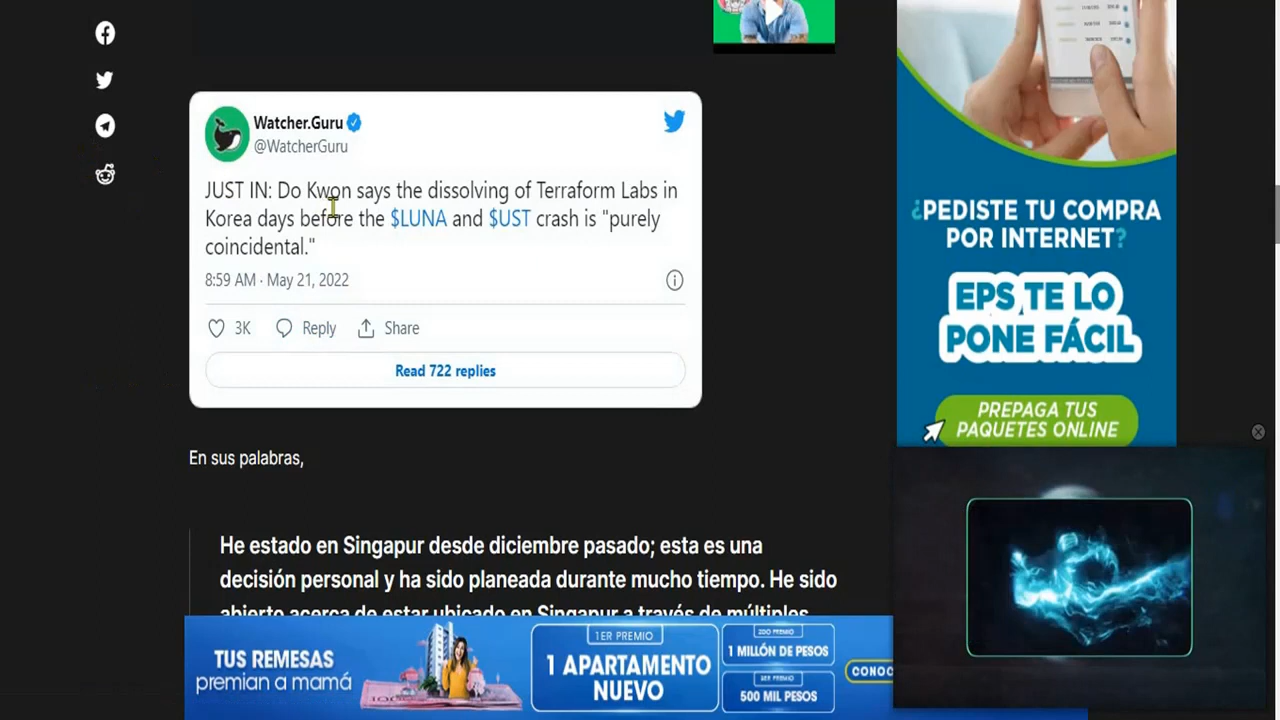 Watcher.Guru
@WatcherGuru
JUST IN: Do Kwon says the dissolving of Terraform Labs in
Korea days before the $LUNA and $UST crash is "purely
coincidental."
8:59 AM · May 21, 2022
3K Reply Share
Read 722 replies
En sus palabras,
He estado en Singapur desde diciembre pasado; esta es una
decisión personal y ha sido planeada durante mucho tiempo. He sido
abierto acerca de estar ubicado en Singapur a través de múltiples
¿PEDISTE TU COMPRA
POR INTERNET?
EPS TE LO
PONE FÁCIL
PREPAGA TUS
PAQUETES ONLINE
TUS REMESAS
premian a mamá
1ER PREMIO
1 APARTAMENTO
NUEVO
2DO PREMIO
1 MILLÓN DE PESOS
3ER PREMIO
500 MIL PESOS
CONOC